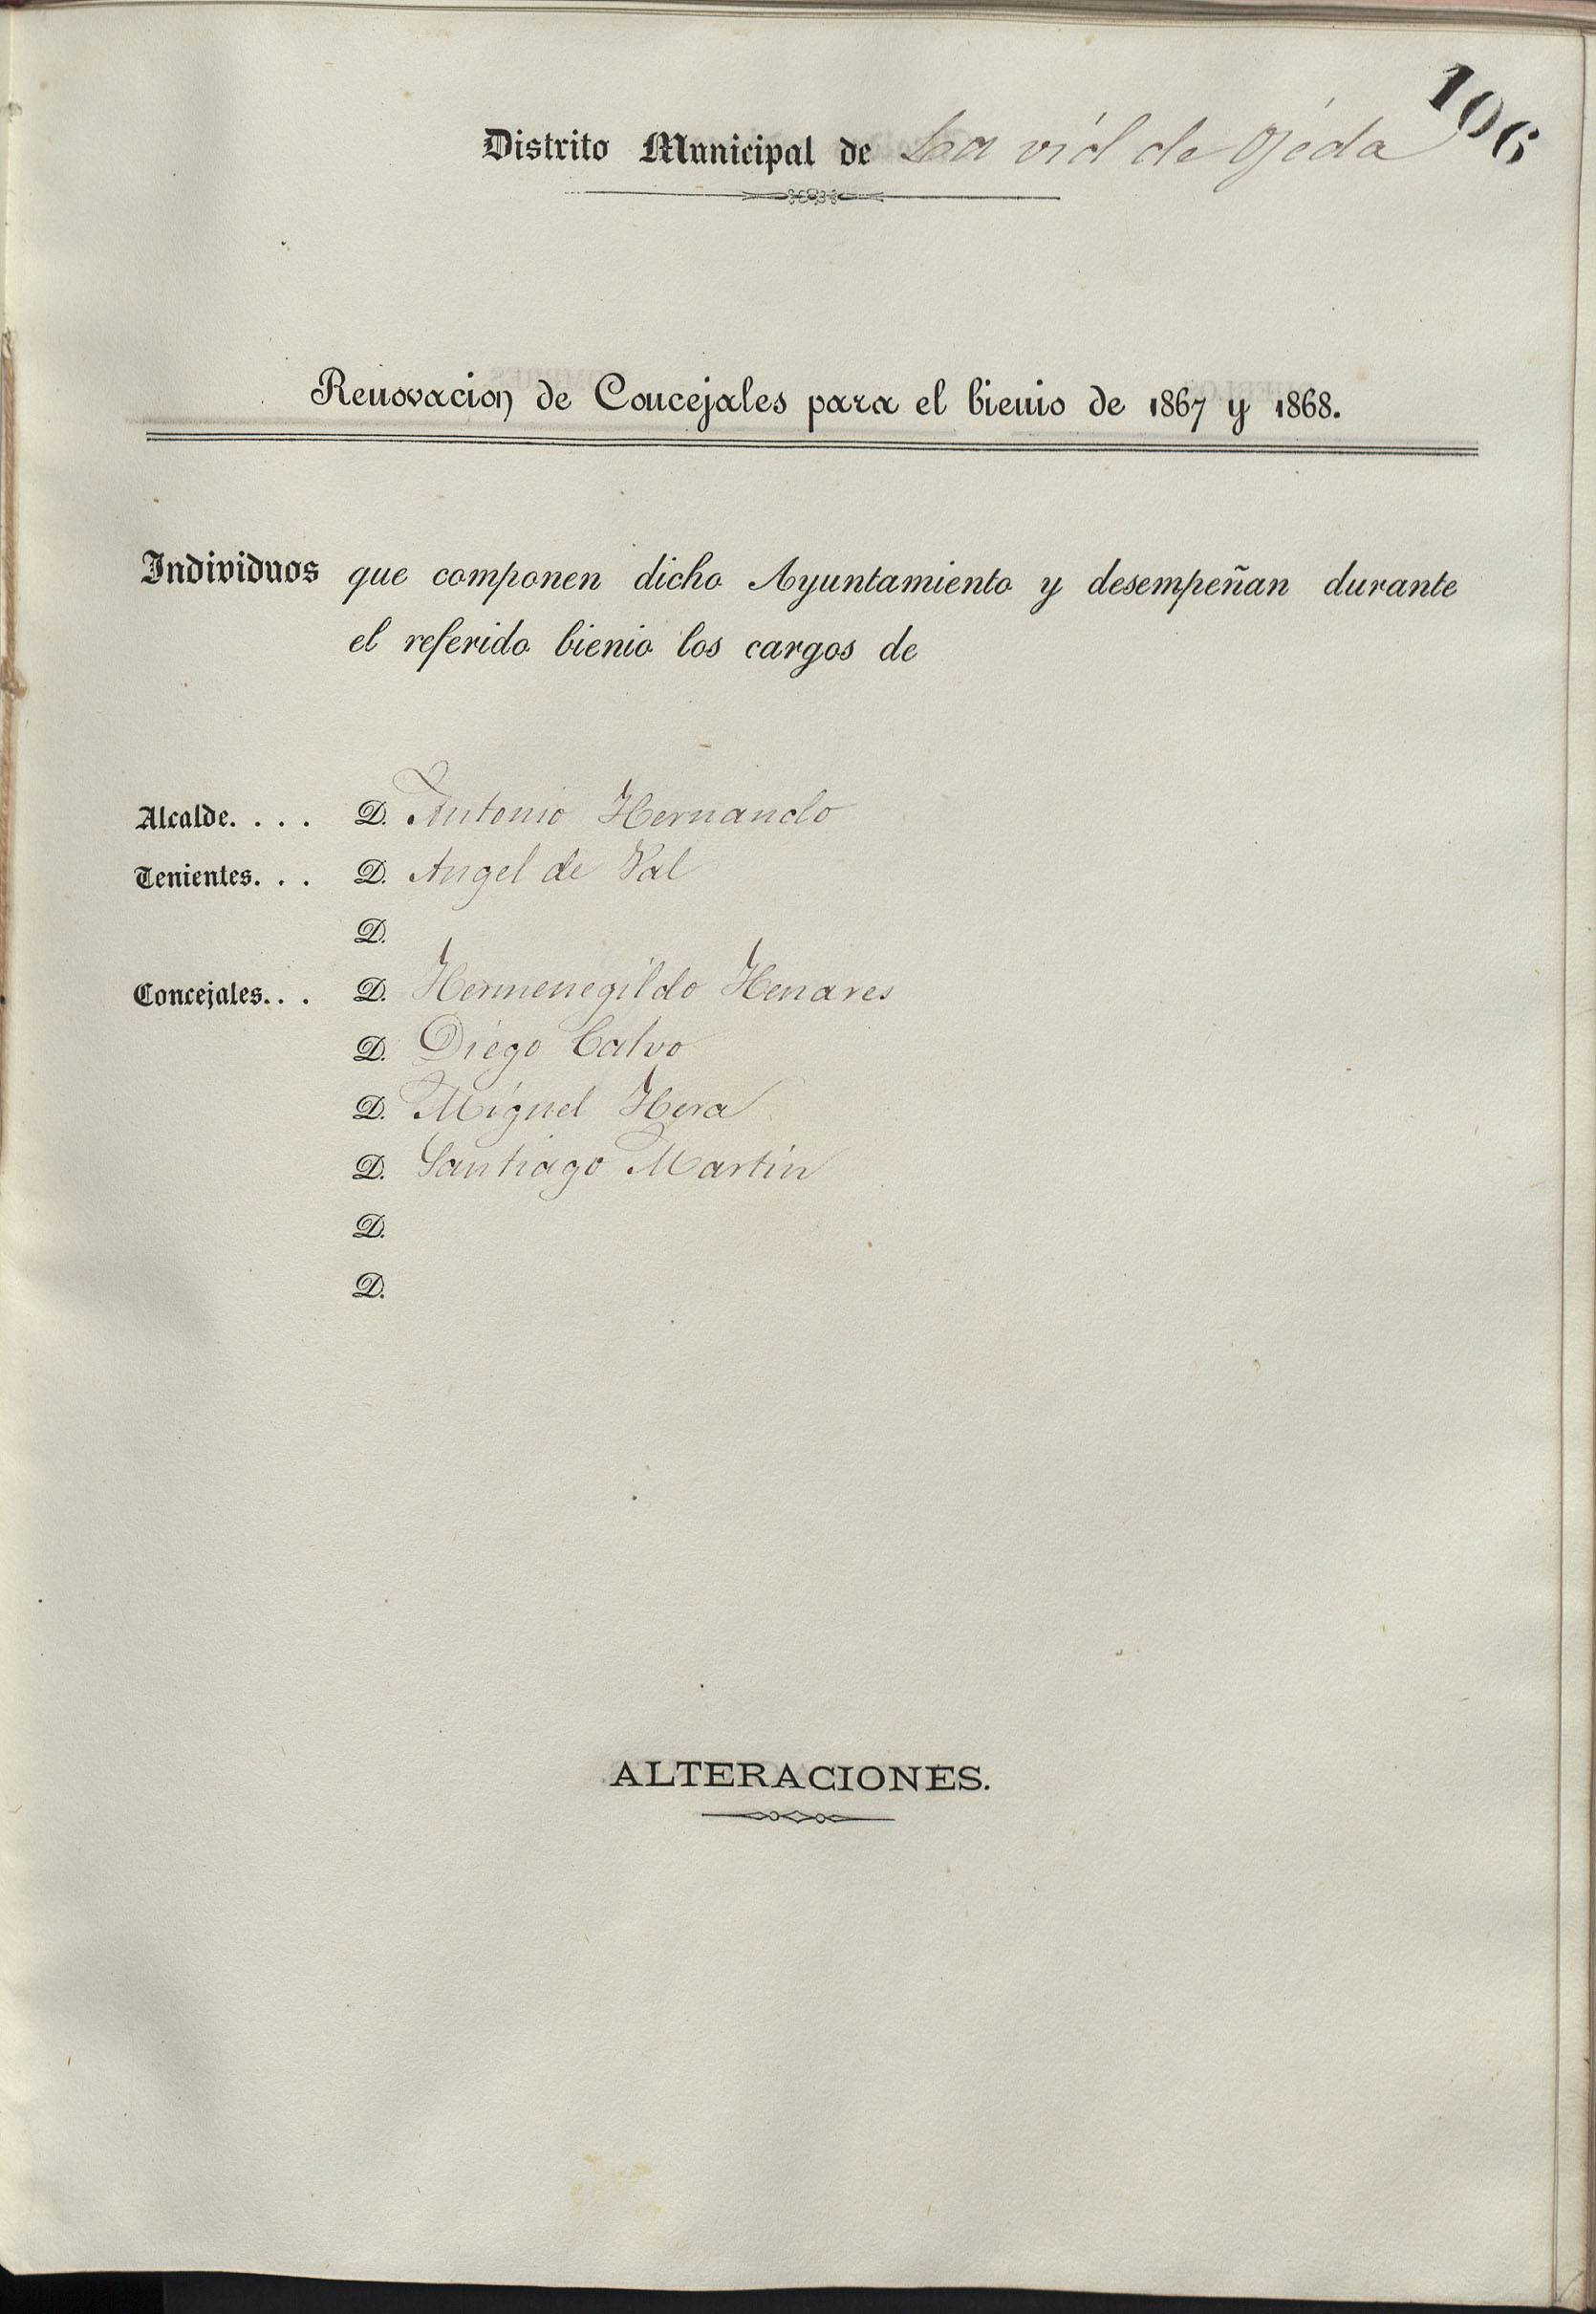 106
Distrito Municipal de La vid de Ojeda
Renovacion de Concejales para el bienio de 1867 y 1868.
Individuos que componen dicho Ayuntamiento y desempeñan durante
el referido bienio los cargos de
Alcalde. . . . D. Antonio Hernando
Tenientes. . . D. Angel de Val
D.
Concejales. . . D. Hermenegildo Henares
D. Diego Calvo
D. Miguel Hera
D. Santiago Martin
D.
D.
ALTERACIONES.